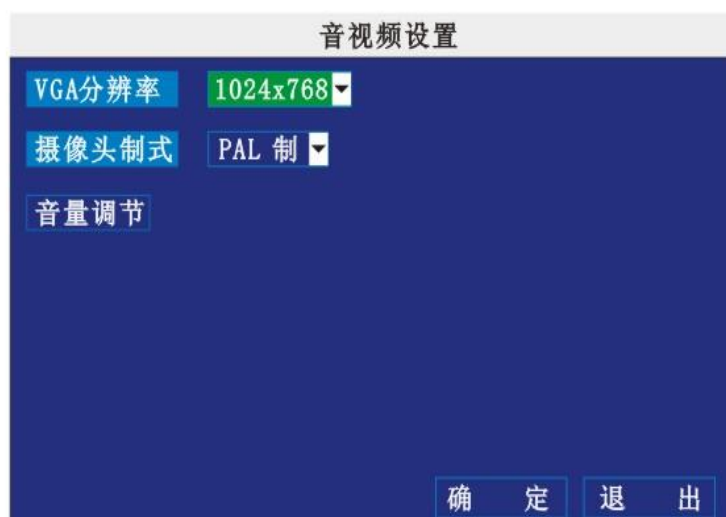 音视频设置
VGA分辨率 1024x768
摄像头制式 PAL 制
音量调节
确 定 退 出